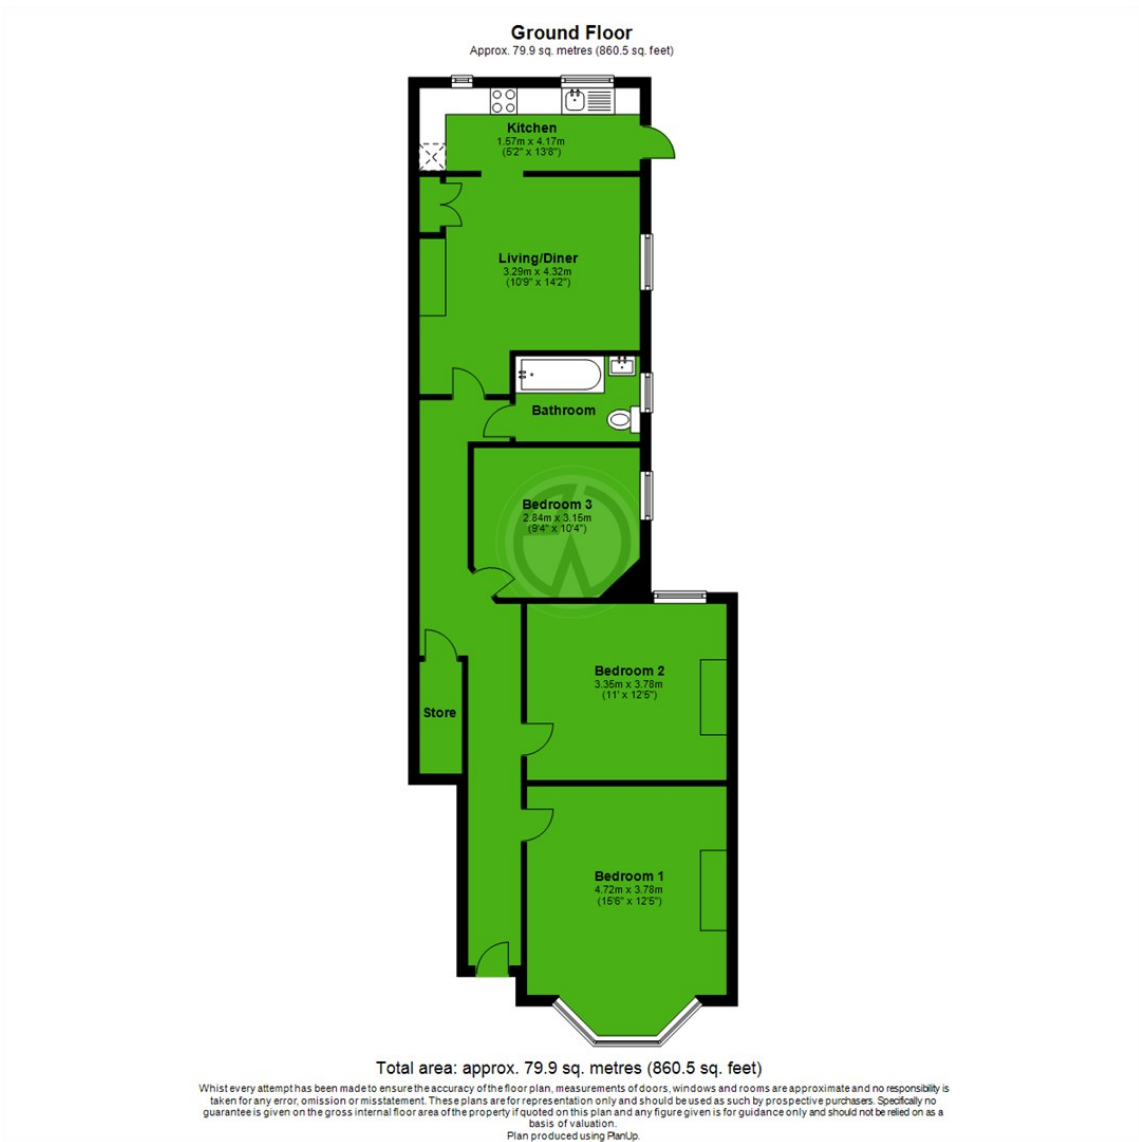 Ground Floor
Approx. 79.9 sq. metres (860.5 sq. feet)
Kitchen
1.57m x 4.17m
(5'2" x 13'8")
Living/Diner
3.29m x 4.32m
(10'9" x 14'2")
Bathroom
Bedroom 3
2.84m x 3.15m
(9'4" x 10'4")
Bedroom 2
3.35m x 3.78m
(11' x 12'5")
Store
Bedroom 1
4.72m x 3.78m
(15'6" x 12'5")
Total area: approx. 79.9 sq. metres (860.5 sq. feet)
Whist every attempt has been made to ensure the accuracy of the floor plan, measurements of doors, windows and rooms are approximate and no responsibility is
taken for any error, omission or misstatement. These plans are for representation only and should be used as such by prospective purchasers. Specifically no
guarantee is given on the gross internal floor area of the property if quoted on this plan and any figure given is for guidance only and should not be relied on as a
basis of valuation.
Plan produced using PlanUp.